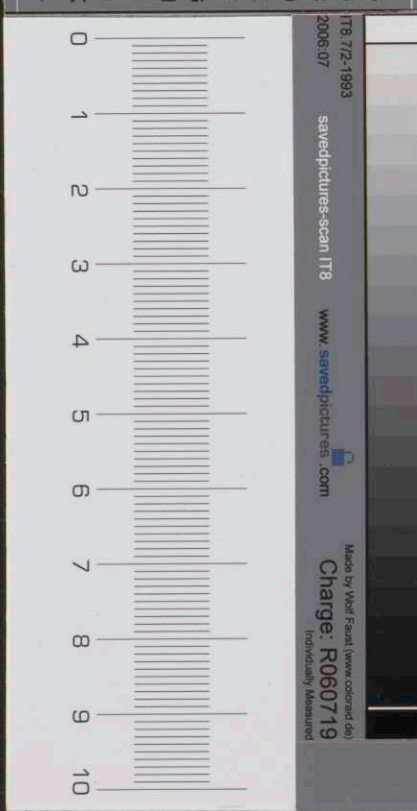 0
1
2
3
4
5
6
7
8
9
10
IT8.7/2-1993
2006:07
savedpictures-scan IT8
www.savedpictures.com
Made by Wolf Faust (www.coloraid.de)
Charge: R060719
Individually Measured